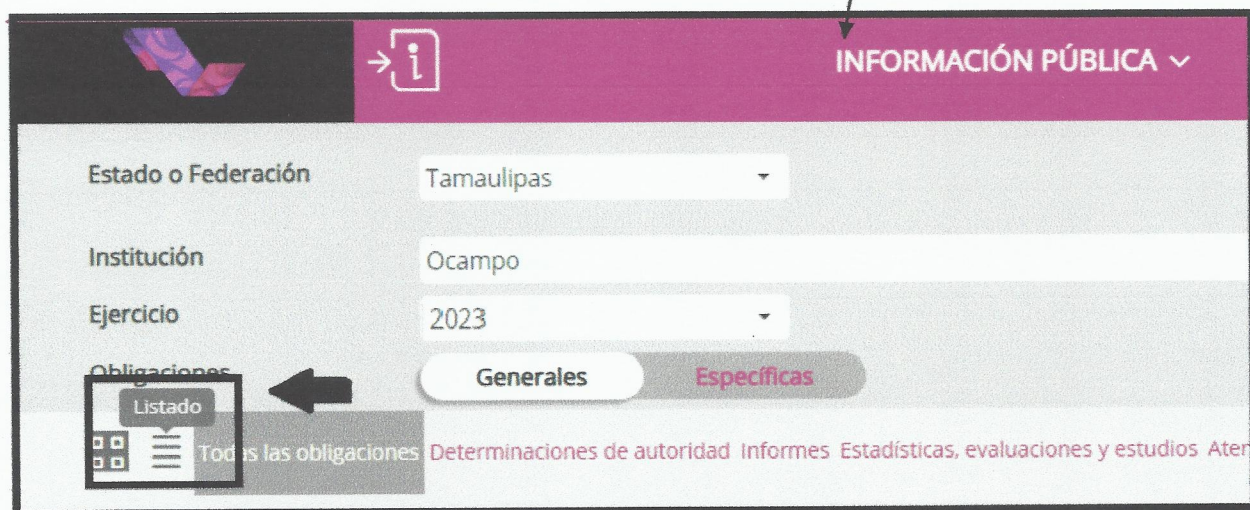 INFORMACIÓN PÚBLICA
Estado o Federación Tamaulipas
Institución Ocampo
Ejercicio 2023
Obligaciones Generales Específicas
Listado
Todas las obligaciones Determinaciones de autoridad Informes Estadísticas, evaluaciones y estudios Aten